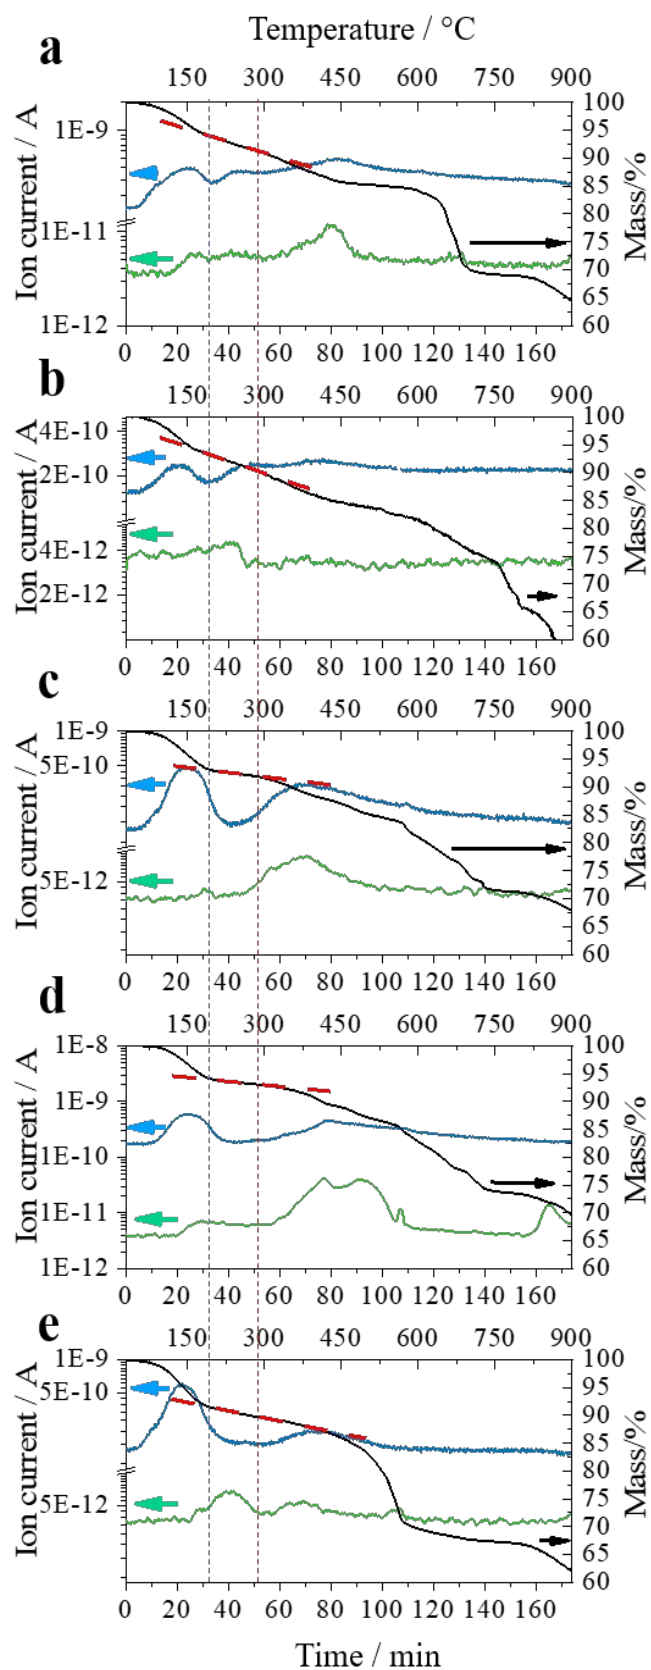 Temperature / °C
a
150 300 450 600 750 900
1E-9
1E-11
1E-12
Ion current / A
100
95
90
85
80
75
70
65
60
Mass/%
0 20 40 60 80 100 120 140 160
b
150 300 450 600 750 900
4E-10
2E-10
4E-12
2E-12
Ion current / A
100
95
90
85
80
75
70
65
60
Mass/%
0 20 40 60 80 100 120 140 160
c
150 300 450 600 750 900
1E-9
5E-10
5E-12
Ion current / A
100
95
90
85
80
75
70
65
60
Mass/%
0 20 40 60 80 100 120 140 160
d
150 300 450 600 750 900
1E-8
1E-9
1E-10
1E-11
1E-12
Ion current / A
100
95
90
85
80
75
70
65
60
Mass/%
0 20 40 60 80 100 120 140 160
e
150 300 450 600 750 900
1E-9
5E-10
5E-12
Ion current / A
100
95
90
85
80
75
70
65
60
Mass/%
0 20 40 60 80 100 120 140 160
Time / min